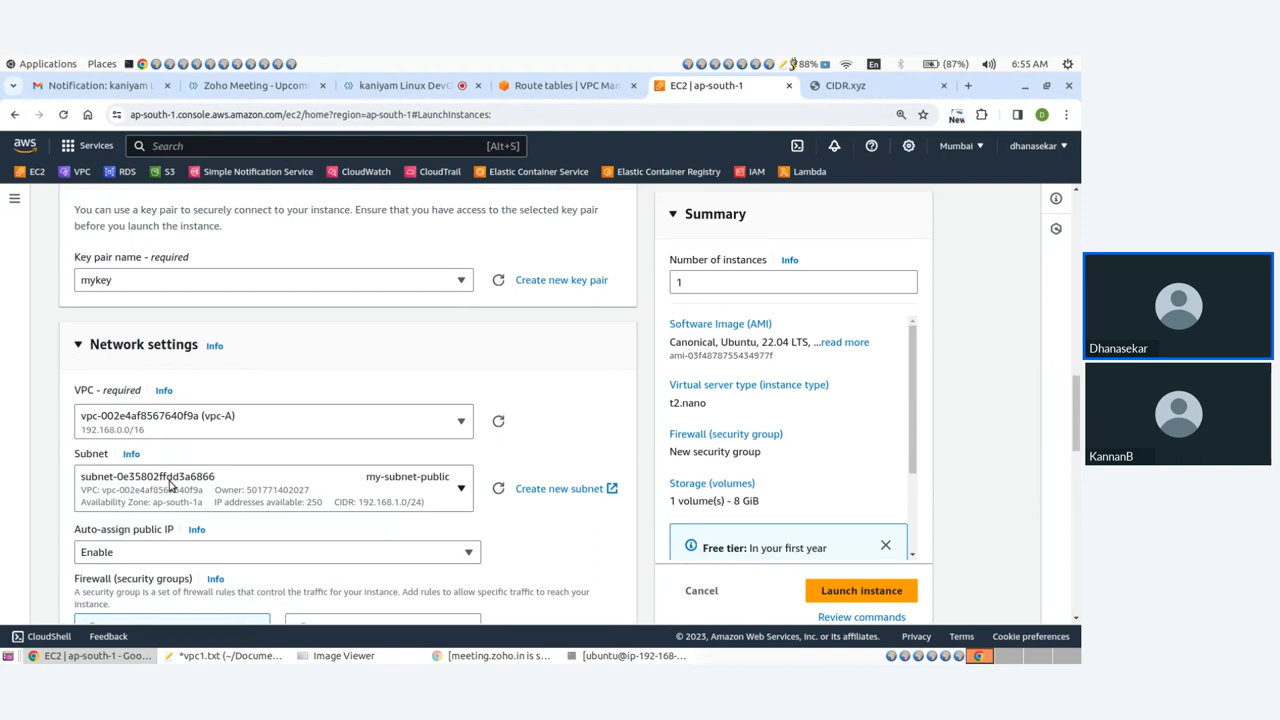 Applications Places 88% En (87%) 6:55 AM
Notification: kaniyam L Zoho Meeting - Upcom kaniyam Linux DevC Route tables | VPC Man EC2 | ap-south-1 CIDR.xyz
ap-south-1.console.aws.amazon.com/ec2/home?region=ap-south-1#LaunchInstances: New D
aws Services Search [Alt+S] Mumbai dhanasekar
EC2 VPC RDS S3 Simple Notification Service CloudWatch CloudTrail Elastic Container Service Elastic Container Registry IAM Lambda
You can use a key pair to securely connect to your instance. Ensure that you have access to the selected key pair
before you launch the instance.
Key pair name - required
mykey Create new key pair
Network settings Info
VPC - required Info
vpc-002e4af8567640f9a (vpc-A)
192.168.0.0/16
Subnet Info
subnet-0e35802ffdd3a6866 my-subnet-public
VPC: vpc-002e4af8567640f9a Owner: 501771402027
Availability Zone: ap-south-1a IP addresses available: 250 CIDR: 192.168.1.0/24)
Create new subnet
Auto-assign public IP Info
Enable
Firewall (security groups) Info
A security group is a set of firewall rules that control the traffic for your instance. Add rules to allow specific traffic to reach your
instance.
Summary
Number of instances Info
1
Software Image (AMI)
Canonical, Ubuntu, 22.04 LTS, ...read more
ami-03f4878755434977f
Virtual server type (instance type)
t2.nano
Firewall (security group)
New security group
Storage (volumes)
1 volume(s) - 8 GiB
Free tier: In your first year
Cancel Launch instance
Review commands
Dhanasekar
KannanB
CloudShell Feedback © 2023, Amazon Web Services, Inc. or its affiliates. Privacy Terms Cookie preferences
EC2 | ap-south-1 - Goo... *vpc1.txt (~/Docume... Image Viewer [meeting.zoho.in is s... [ubuntu@ip-192-168-...